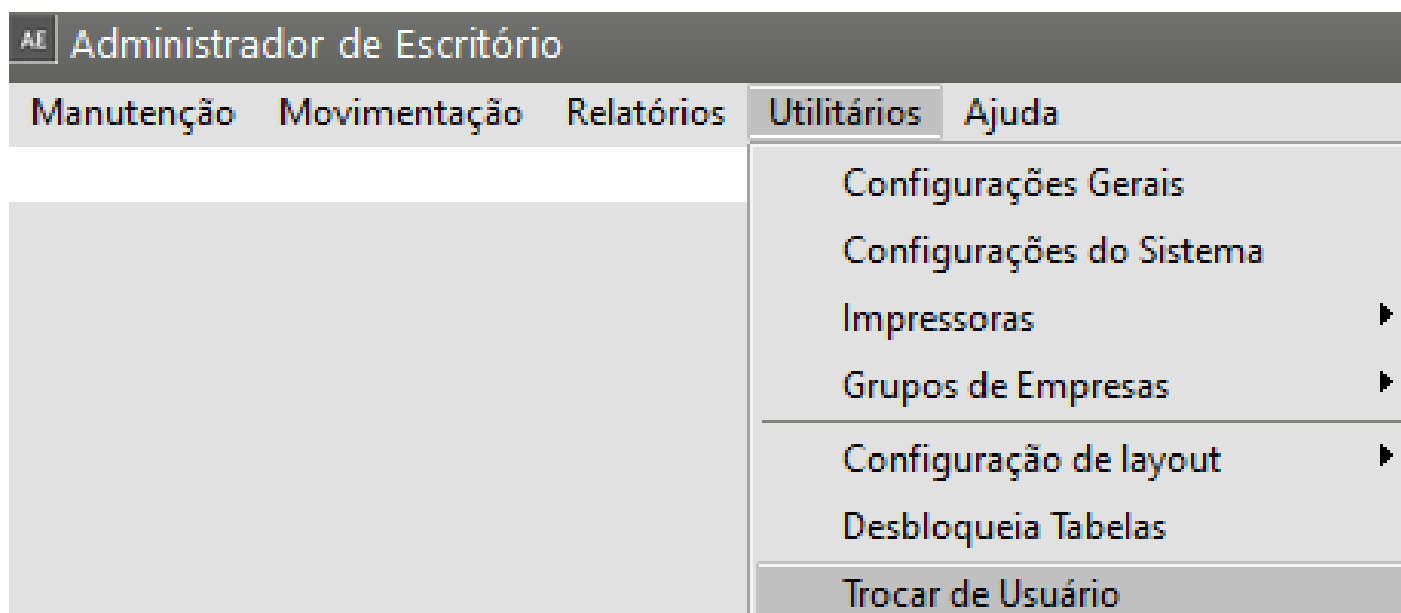 AE Administrador de Escritório
Manutenção Movimentação Relatórios Utilitários Ajuda
Configurações Gerais
Configurações do Sistema
Impressoras
Grupos de Empresas
Configuração de layout
Desbloqueia Tabelas
Trocar de Usuário